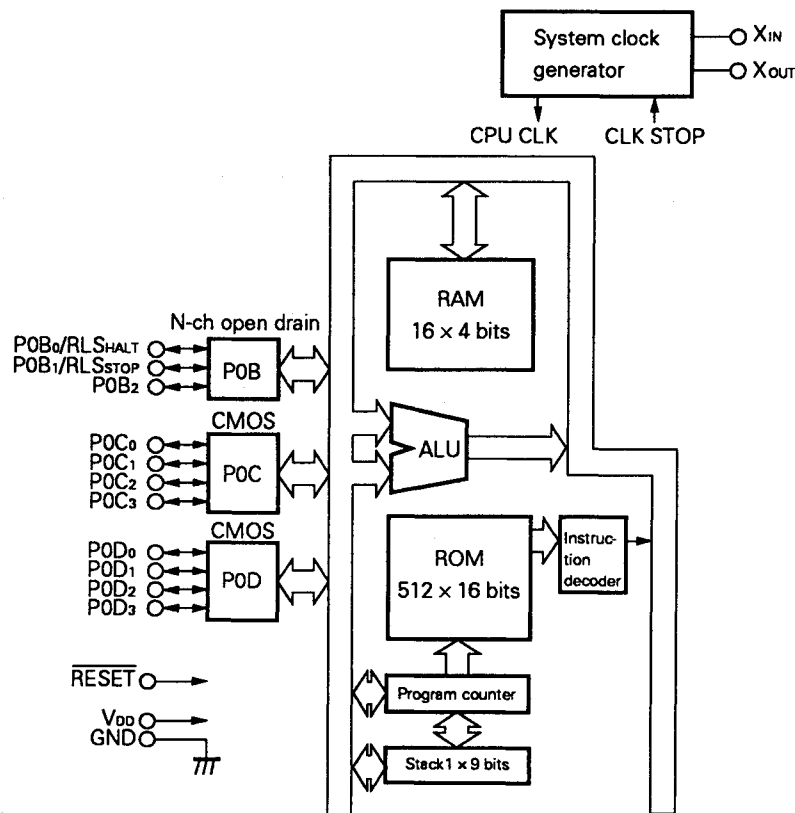 System clock
generator
XIN
XOUT
CPU CLK
CLK STOP
RAM
16 × 4 bits
N-ch open drain
P0B0/RLSHALT
P0B1/RLSSTOP
P0B2
P0B
CMOS
P0C0
P0C1
P0C2
P0C3
P0C
ALU
CMOS
P0D0
P0D1
P0D2
P0D3
P0D
ROM
512 × 16 bits
Instruc-
tion
decoder
RESET
Program counter
VDD
GND
Stack1 × 9 bits